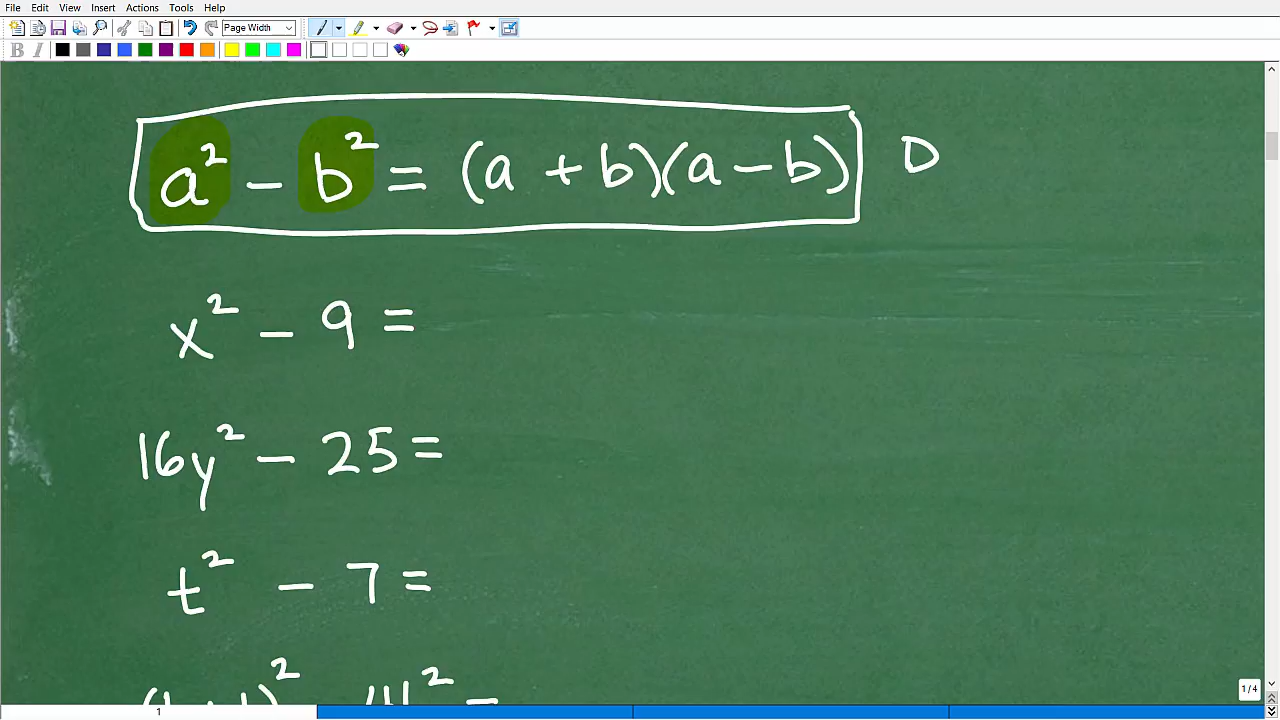 File Edit View Insert Actions Tools Help
Page Width
B I
a² - b² = (a + b)(a - b) D
x² - 9 =
16y² - 25 =
t² - 7 =
1/4
1